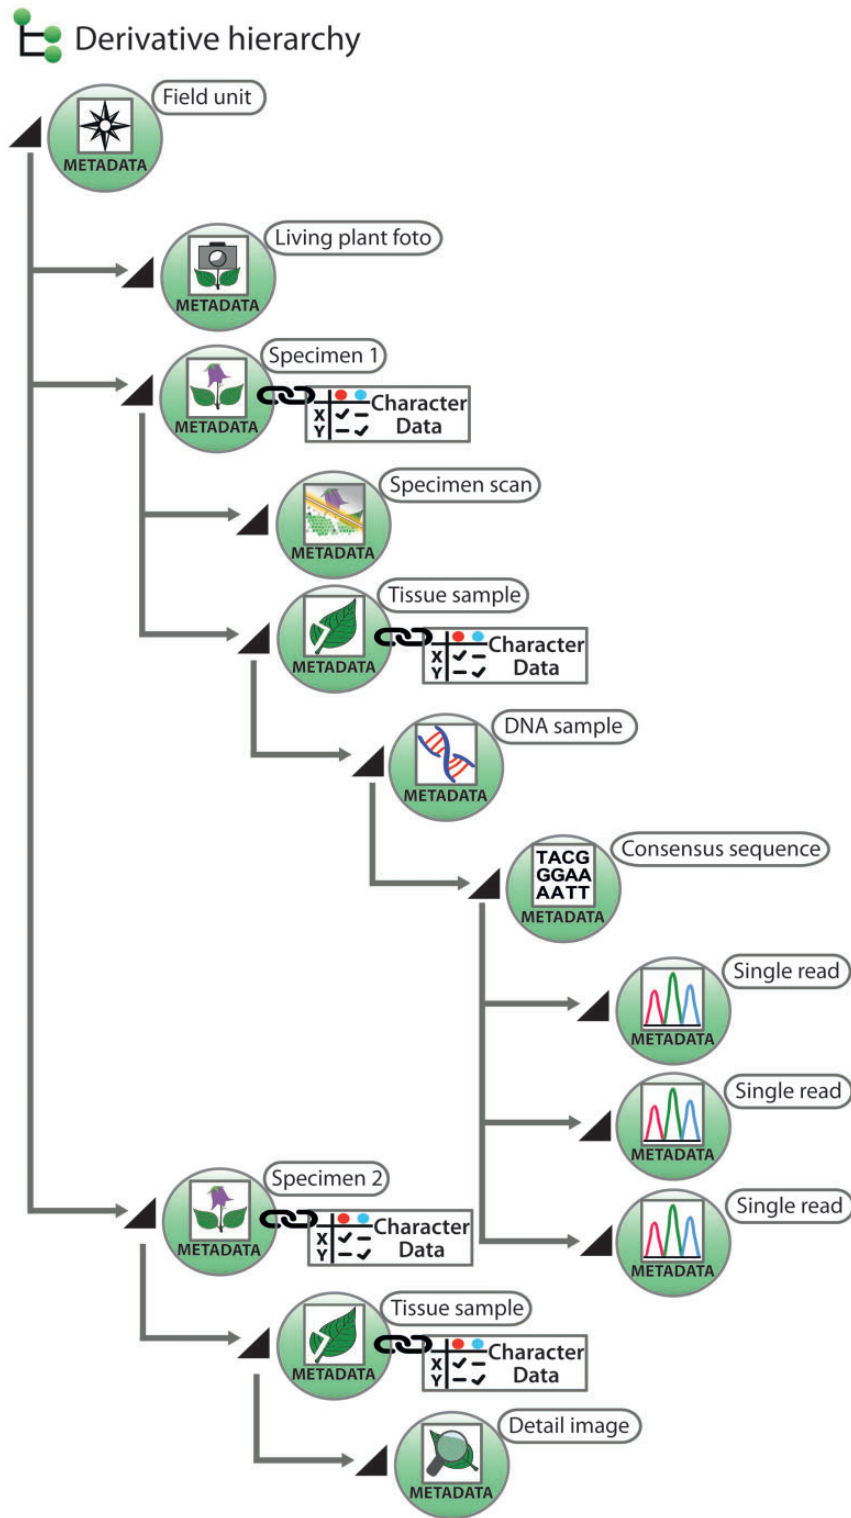 Derivative hierarchy
Field unit
METADATA
Living plant foto
METADATA
Specimen 1
METADATA
X
Y
Character
Data
Specimen scan
METADATA
Tissue sample
METADATA
X
Y
Character
Data
DNA sample
METADATA
Consensus sequence
TACG
GGAA
AATT
METADATA
Single read
METADATA
Single read
METADATA
Specimen 2
METADATA
X
Y
Character
Data
Single read
METADATA
Tissue sample
METADATA
X
Y
Character
Data
Detail image
METADATA